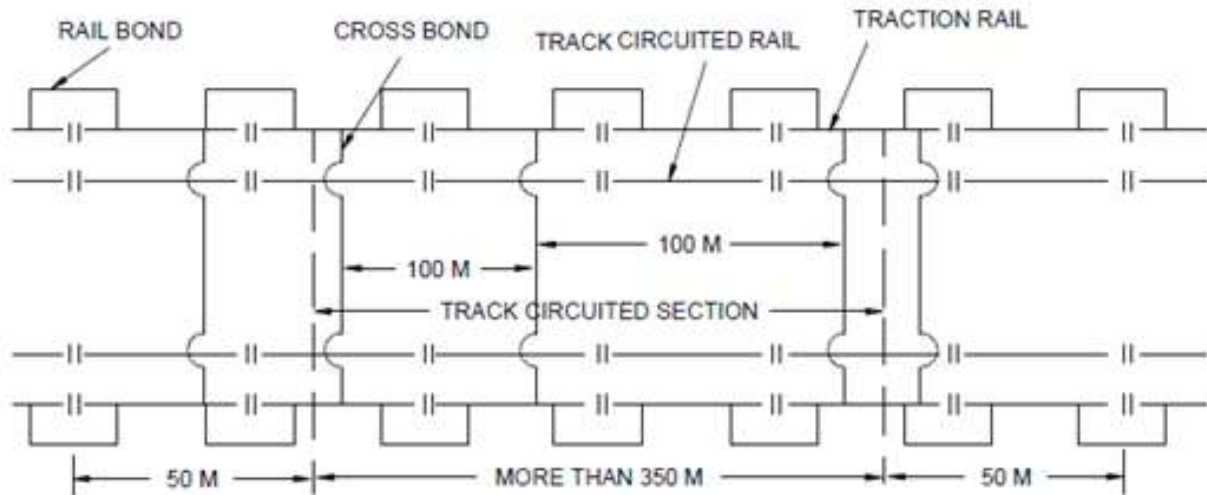 RAIL BOND
CROSS BOND
TRACK CIRCUITED RAIL
TRACTION RAIL
100 M
100 M
TRACK CIRCUITED SECTION
50 M
MORE THAN 350 M
50 M